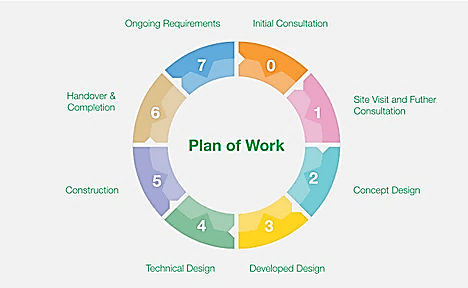 Ongoing Requirements
Initial Consultation
7
0
Handover &
Completion
6
1
Site Visit and Futher
Consultation
Plan of Work
Construction
5
2
Concept Design
4
3
Technical Design
Developed Design